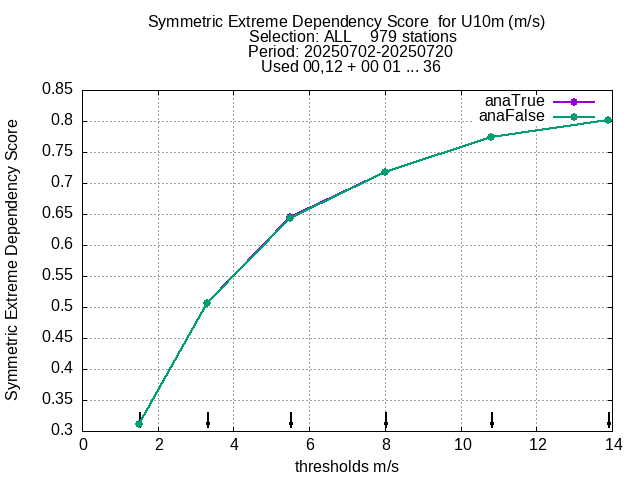 Symmetric Extreme Dependency Score  for U10m (m/s)
Selection: ALL    979 stations
Period: 20250702-20250720
Used 00,12 + 00 01 ... 36
anaTrue
anaFalse
Symmetric Extreme Dependency Score
0.85
0.8
0.75
0.7
0.65
0.6
0.55
0.5
0.45
0.4
0.35
0.3
0 2 4 6 8 10 12 14
thresholds m/s